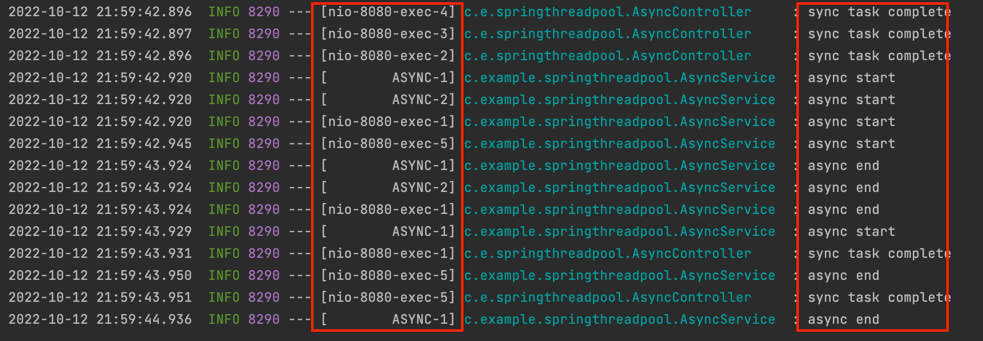 2022-10-12 21:59:42.896 INFO 8290 --- [nio-8080-exec-4] c.e.springthreadpool.AsyncController : sync task complete
2022-10-12 21:59:42.897 INFO 8290 --- [nio-8080-exec-3] c.e.springthreadpool.AsyncController : sync task complete
2022-10-12 21:59:42.896 INFO 8290 --- [nio-8080-exec-2] c.e.springthreadpool.AsyncController : sync task complete
2022-10-12 21:59:42.920 INFO 8290 --- [ ASYNC-1] c.example.springthreadpool.AsyncService : async start
2022-10-12 21:59:42.920 INFO 8290 --- [ ASYNC-2] c.example.springthreadpool.AsyncService : async start
2022-10-12 21:59:42.920 INFO 8290 --- [nio-8080-exec-1] c.example.springthreadpool.AsyncService : async start
2022-10-12 21:59:42.945 INFO 8290 --- [nio-8080-exec-5] c.example.springthreadpool.AsyncService : async start
2022-10-12 21:59:43.924 INFO 8290 --- [ ASYNC-1] c.example.springthreadpool.AsyncService : async end
2022-10-12 21:59:43.924 INFO 8290 --- [ ASYNC-2] c.example.springthreadpool.AsyncService : async end
2022-10-12 21:59:43.924 INFO 8290 --- [nio-8080-exec-1] c.example.springthreadpool.AsyncService : async end
2022-10-12 21:59:43.929 INFO 8290 --- [ ASYNC-1] c.example.springthreadpool.AsyncService : async start
2022-10-12 21:59:43.931 INFO 8290 --- [nio-8080-exec-1] c.e.springthreadpool.AsyncController : sync task complete
2022-10-12 21:59:43.950 INFO 8290 --- [nio-8080-exec-5] c.example.springthreadpool.AsyncService : async end
2022-10-12 21:59:43.951 INFO 8290 --- [nio-8080-exec-5] c.e.springthreadpool.AsyncController : sync task complete
2022-10-12 21:59:44.936 INFO 8290 --- [ ASYNC-1] c.example.springthreadpool.AsyncService : async end